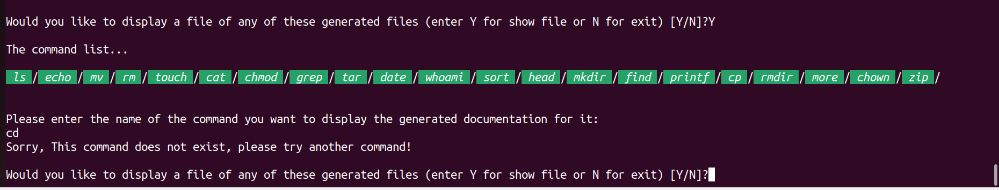 Would you like to display a file of any of these generated files (enter Y for show file or N for exit) [Y/N]?Y
The command list...
ls / echo / mv / rm / touch / cat / chmod / grep / tar / date / whoami / sort / head / mkdir / find / printf / cp / rmdir / more / chown / zip /
Please enter the name of the command you want to display the generated documentation for it:
cd
Sorry, This command does not exist, please try another command!
Would you like to display a file of any of these generated files (enter Y for show file or N for exit) [Y/N]?